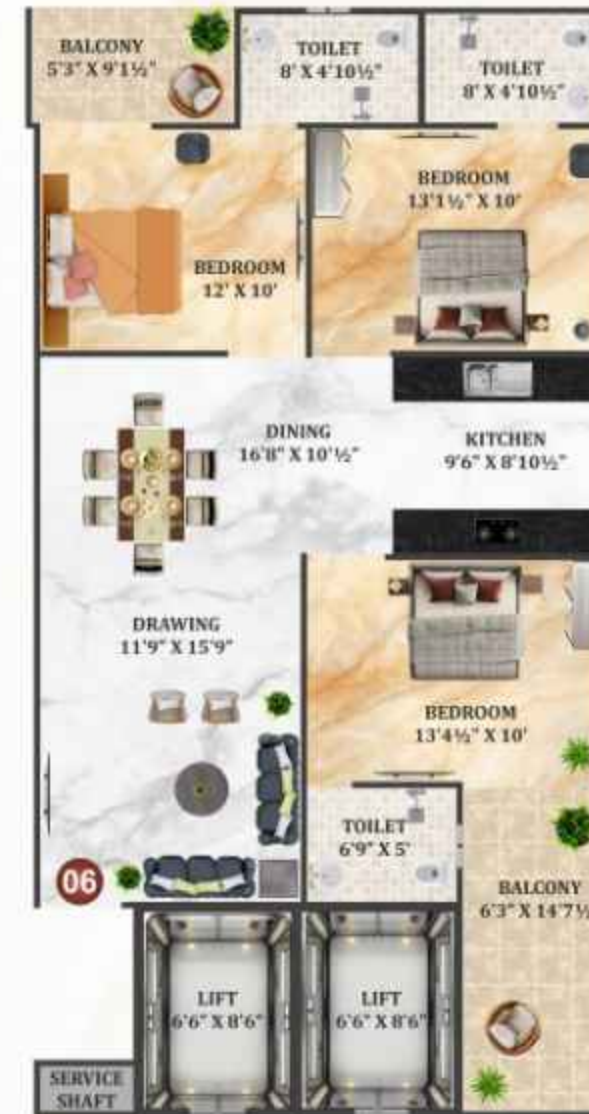 BALCONY
5'3" X 9'1½"
TOILET
8' X 4'10½"
TOILET
8' X 4'10½"
BEDROOM
13'1½" X 10'
BEDROOM
12' X 10'
DINING
16'8" X 10'½"
KITCHEN
9'6" X 8'10½"
DRAWING
11'9" X 15'9"
BEDROOM
13'4½" X 10'
TOILET
6'9" X 5'
06
BALCONY
6'3" X 14'7½
LIFT
6'6" X 8'6"
LIFT
6'6" X 8'6"
SERVICE
SHAFT